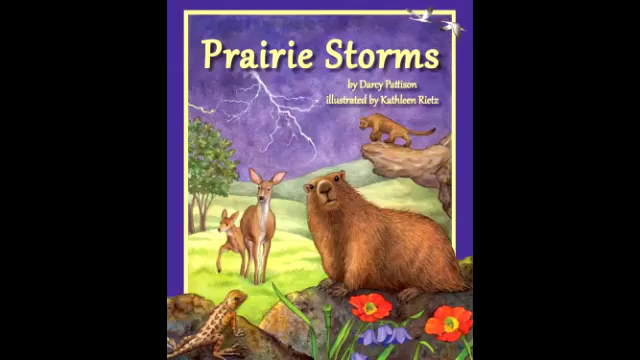 Prairie Storms
by Darcy Pattison
illustrated by Kathleen Rietz